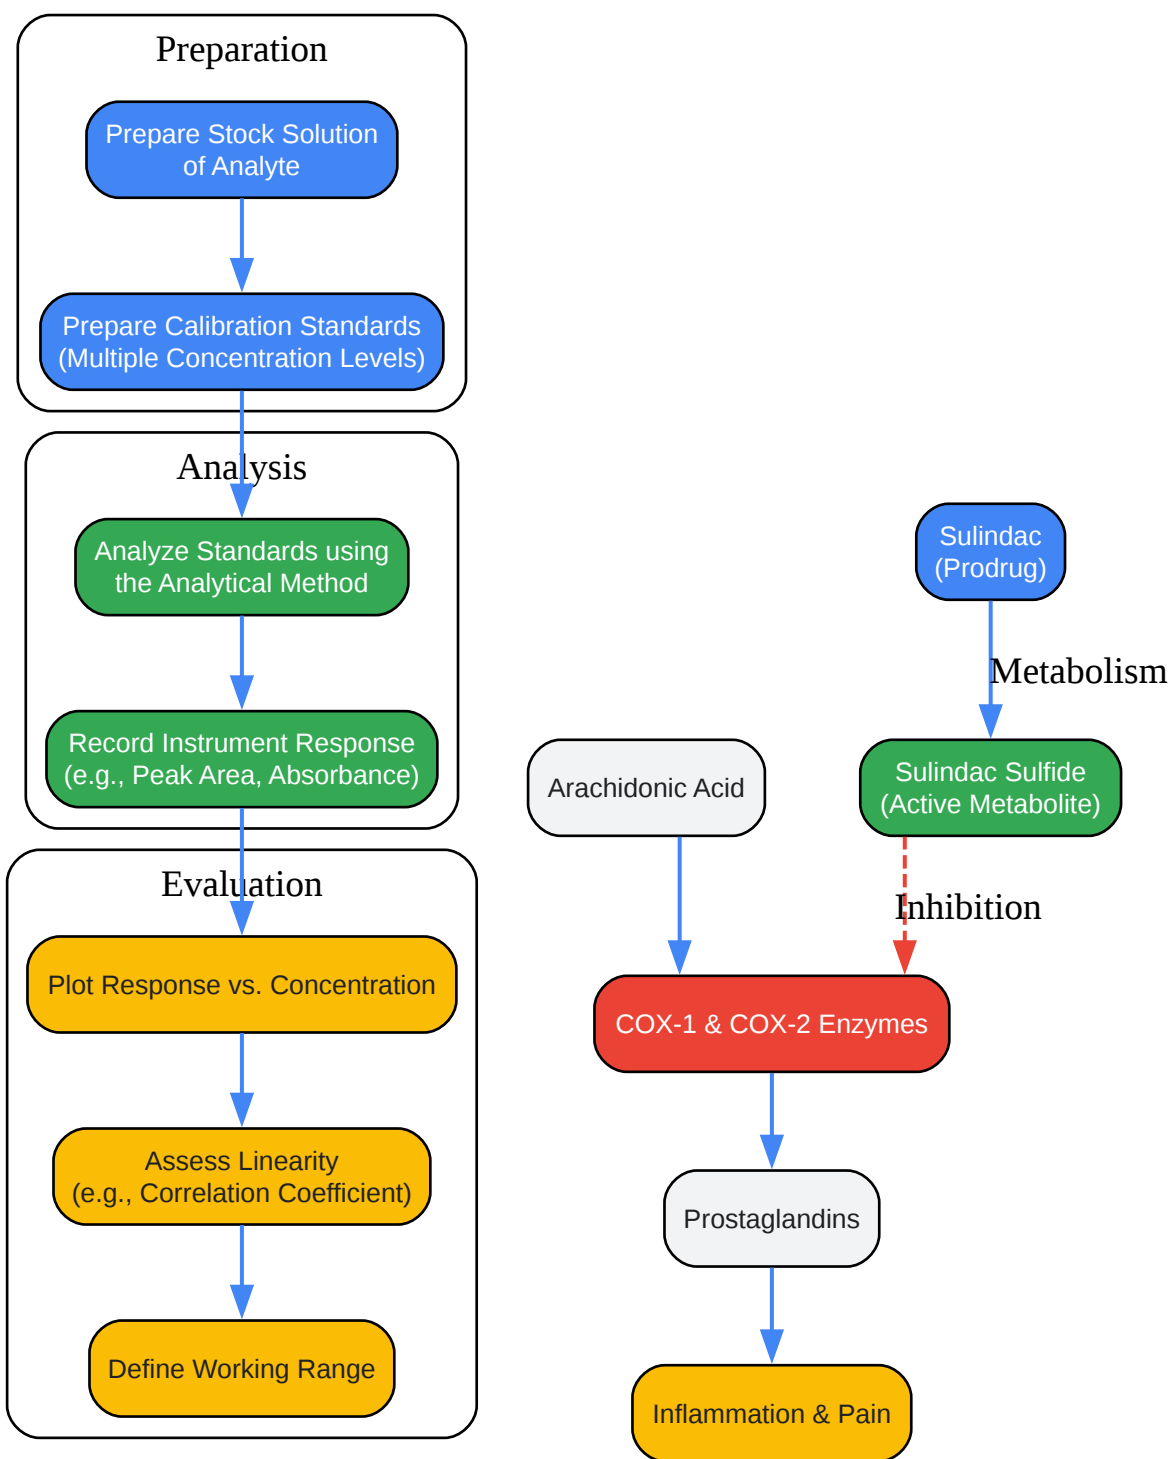 Preparation
Prepare Stock Solution
of Analyte
Prepare Calibration Standards
(Multiple Concentration Levels)
Analysis
Analyze Standards using
the Analytical Method
Record Instrument Response
(e.g., Peak Area, Absorbance)
Evaluation
Plot Response vs. Concentration
Assess Linearity
(e.g., Correlation Coefficient)
Define Working Range
Sulindac
(Prodrug)
Metabolism
Arachidonic Acid
Sulindac Sulfide
(Active Metabolite)
Inhibition
COX-1 & COX-2 Enzymes
Prostaglandins
Inflammation & Pain